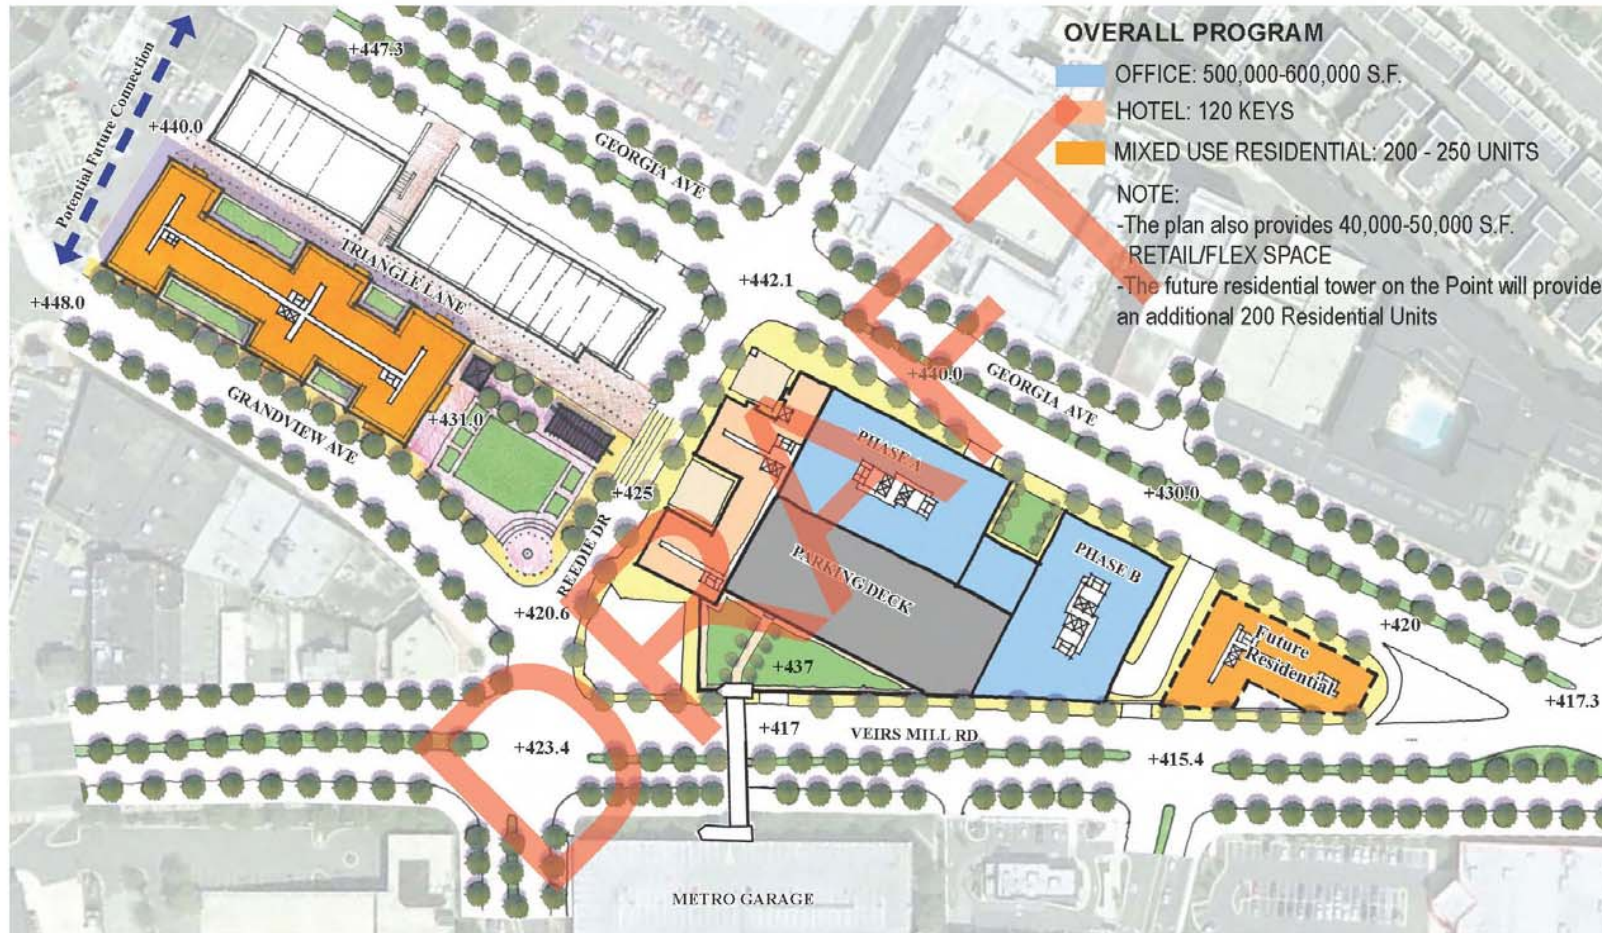 OVERALL PROGRAM
OFFICE: 500,000-600,000 S.F.
HOTEL: 120 KEYS
MIXED USE RESIDENTIAL: 200 - 250 UNITS
NOTE:
-The plan also provides 40,000-50,000 S.F.
RETAIL/FLEX SPACE
-The future residential tower on the Point will provide
an additional 200 Residential Units
Potential Future Connection
+447.3
+440.0
GEORGIA AVE
TRIANGLE LANE
+448.0
+442.1
GRANDVIEW AVE
+431.0
+440.0
GEORGIA AVE
PHASE A
+425
+430.0
REEDIE DR
PARKING DECK
PHASE B
+420.6
+420
Future
Residential
+437
+417.3
+417
VEIRS MILL RD
+423.4
+415.4
METRO GARAGE
DRAFT